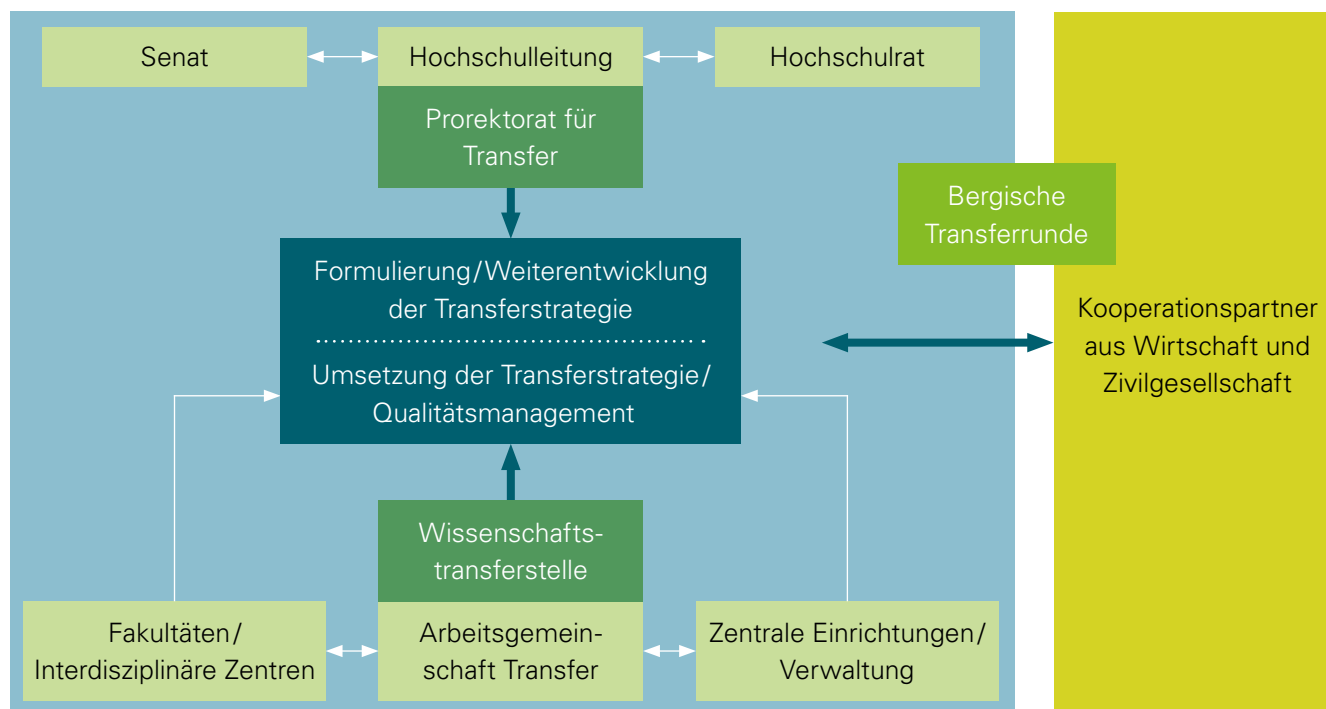 Senat
Hochschulleitung
Hochschulrat
Prorektorat für
Transfer
Bergische
Transferrunde
Formulierung/Weiterentwicklung
der Transferstrategie
Umsetzung der Transferstrategie/
Qualitätsmanagement
Kooperationspartner
aus Wirtschaft und
Zivilgesellschaft
Wissenschafts-
transferstelle
Fakultäten/
Interdisziplinäre Zentren
Arbeitsgemein-
schaft Transfer
Zentrale Einrichtungen/
Verwaltung